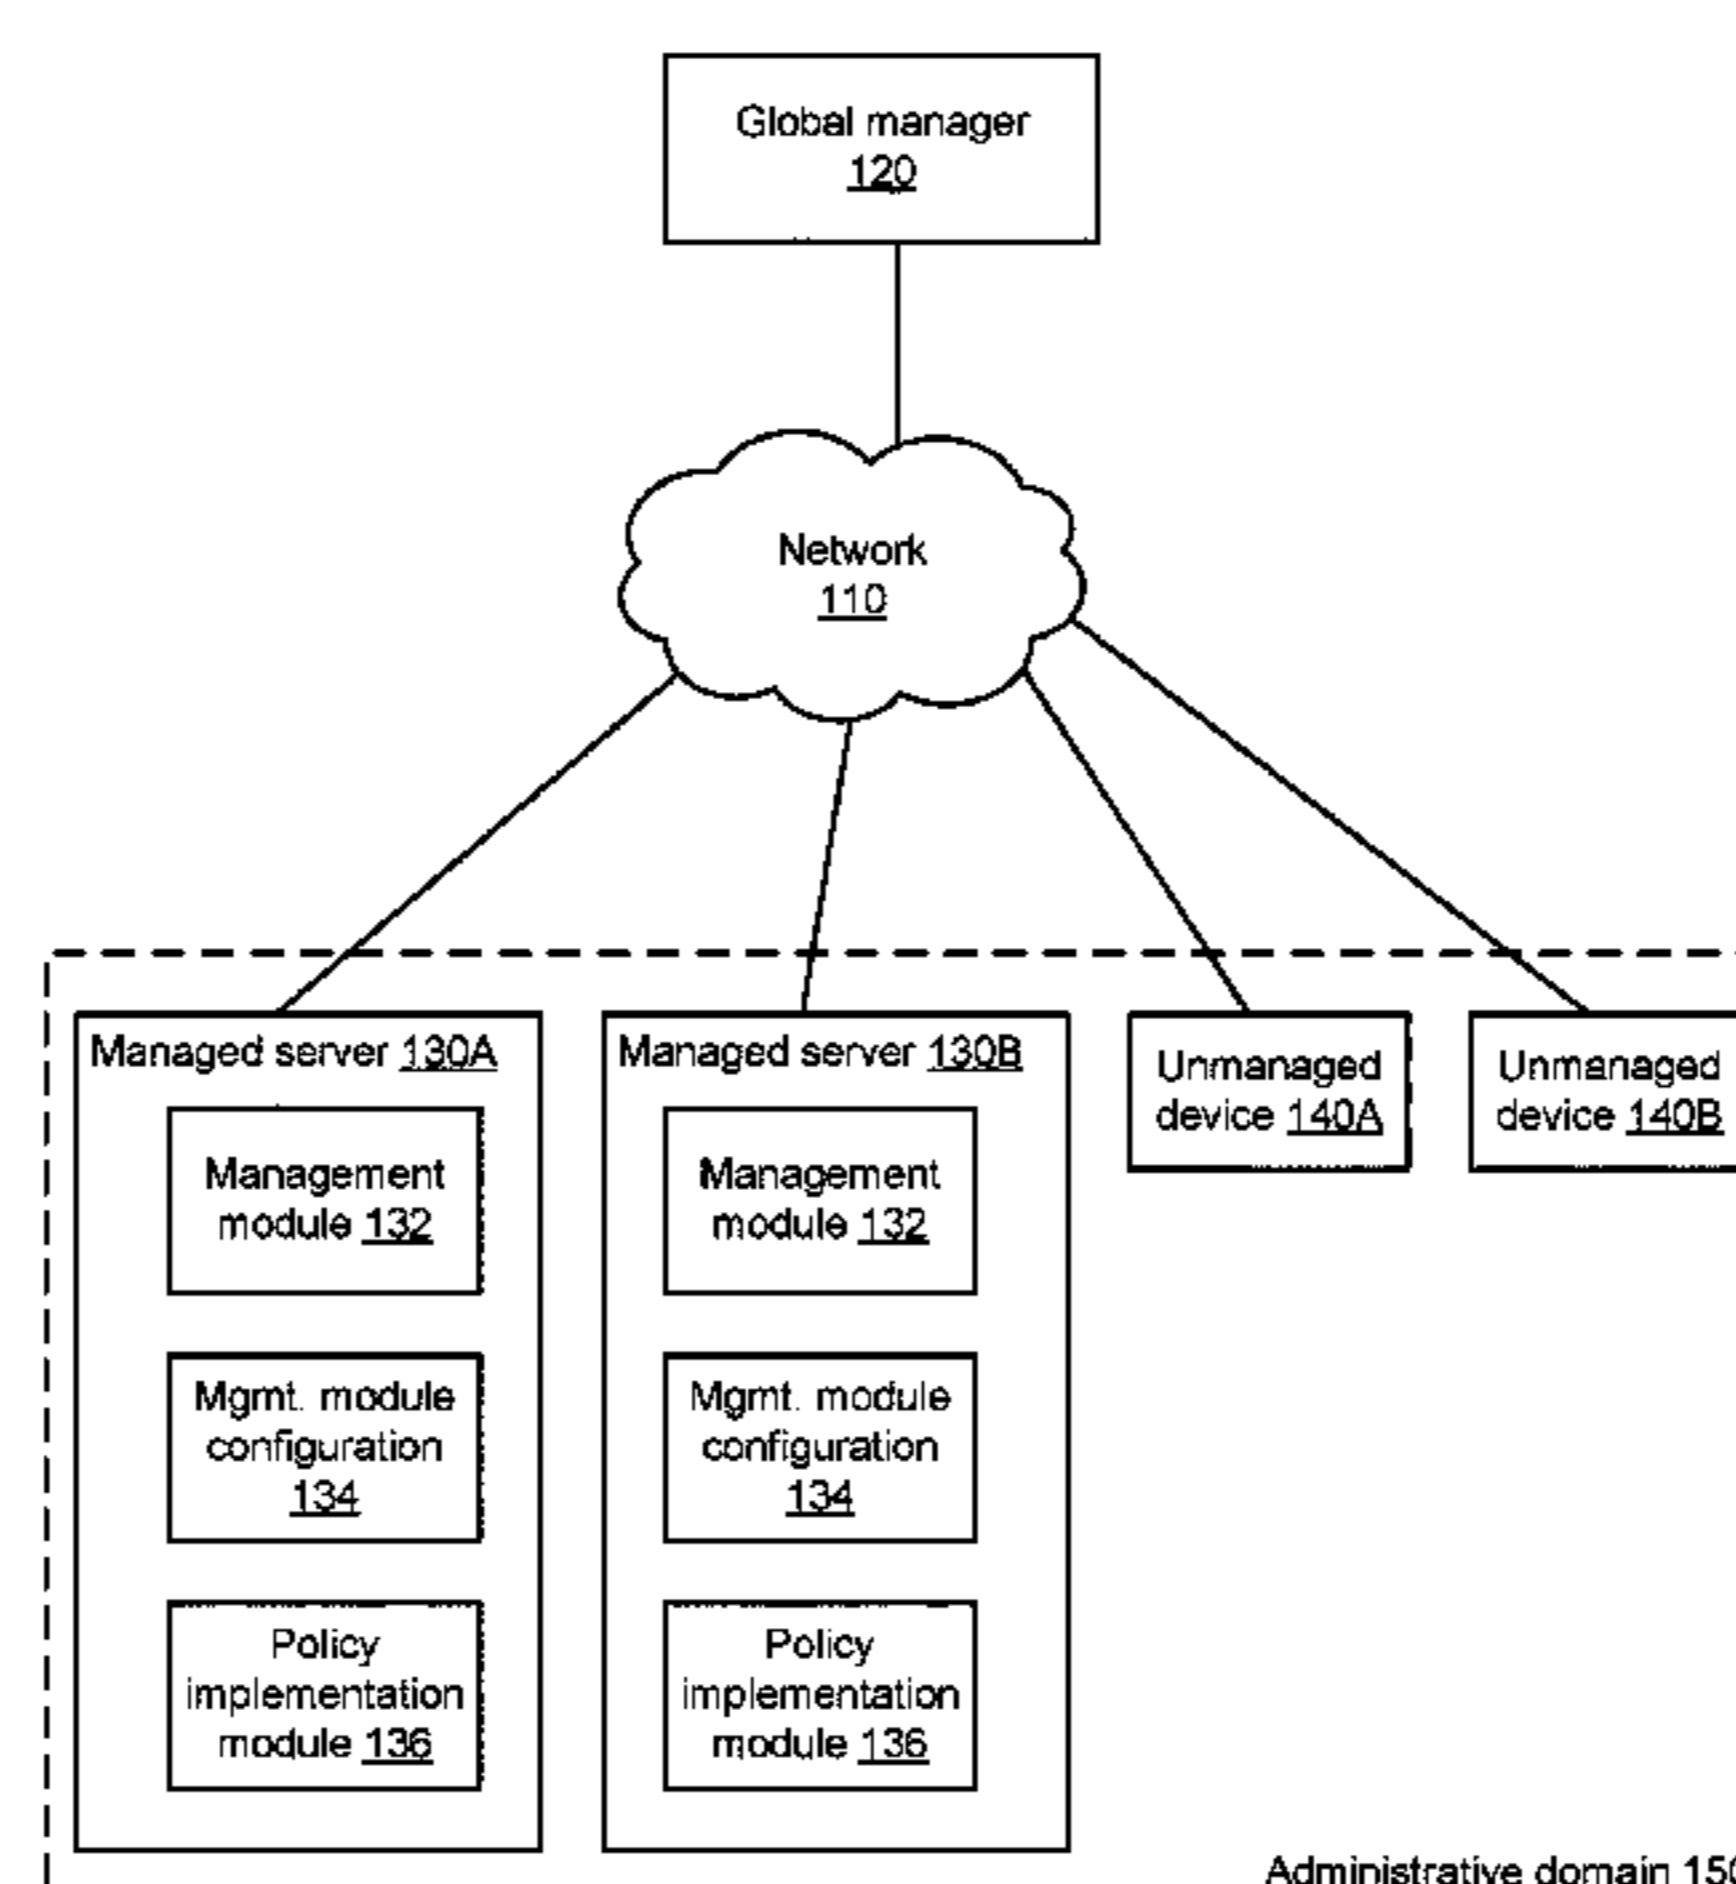 Global manager
120
Network
110
Managed server 130A
Management
module 132
Mgmt. module
configuration
134
Policy
implementation
module 136
Managed server 130B
Management
module 132
Mgmt. module
configuration
134
Policy
implementation
module 136
Unmanaged
device 140A
Unmanaged
device 140B
Administrative domain 150